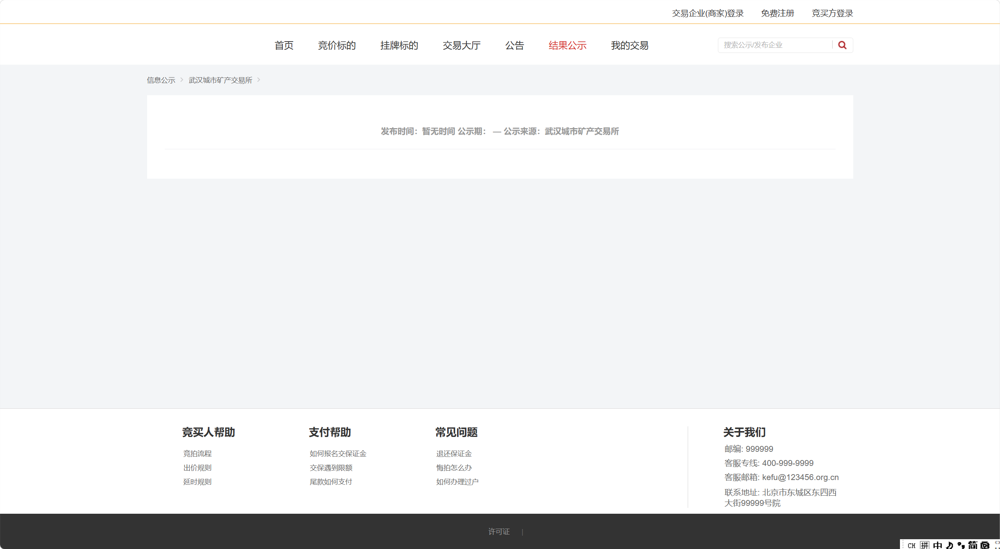 交易企业(商家)登录 免费注册 竞买方登录
首页 竞价标的 挂牌标的 交易大厅 公告 结果公示 我的交易 搜索公示/发布企业
信息公示 > 武汉城市矿产交易所 >
发布时间：暂无时间 公示期： — 公示来源：武汉城市矿产交易所
竞买人帮助 支付帮助 常见问题 关于我们
邮编: 999999
竞拍流程 如何报名交保证金 退还保证金
客服专线: 400-999-9999
出价规则 交保遇到限额 悔拍怎么办
客服邮箱: kefu@123456.org.cn
延时规则 尾款如何支付 如何办理过户
联系地址: 北京市东城区东四西
大街99999号院
许可证 |
CH 拼 中 简